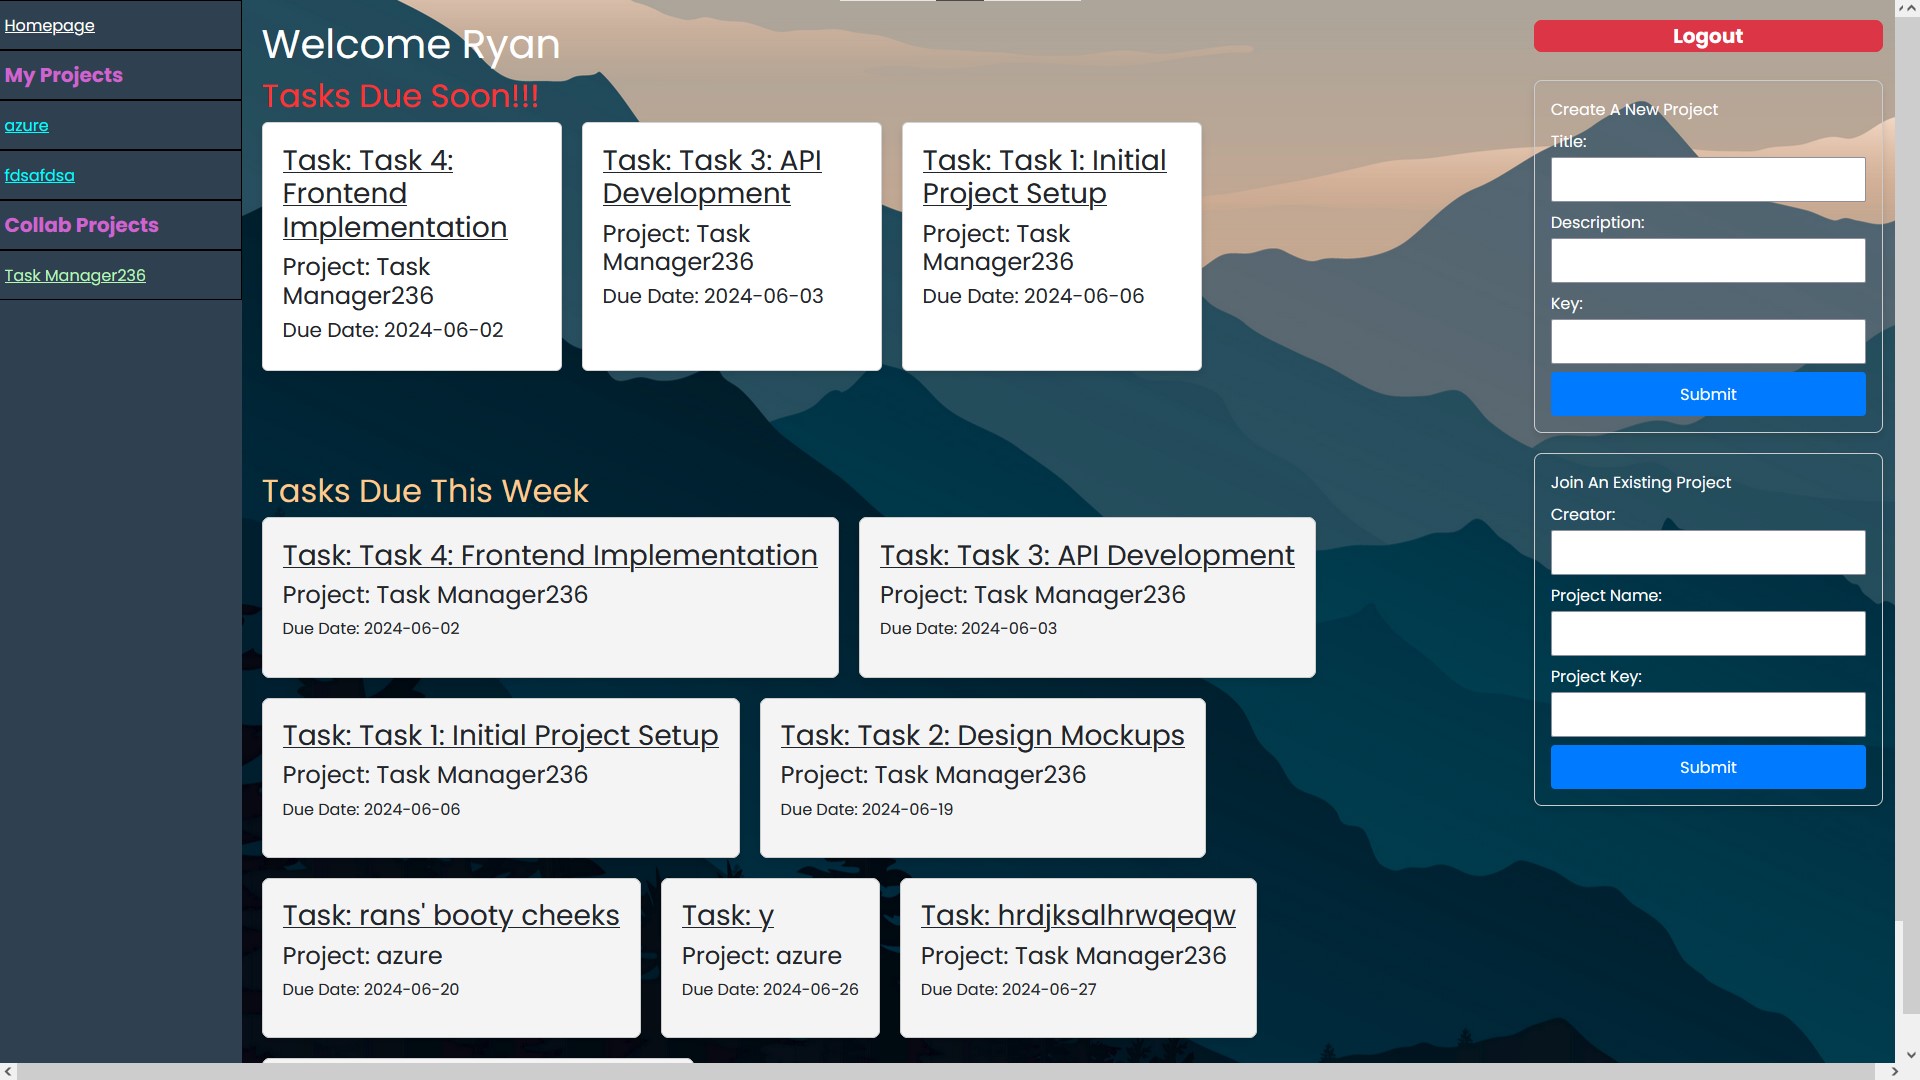 Homepage
My Projects
azure
fdsafdsa
Collab Projects
Task Manager236
Welcome Ryan
Tasks Due Soon!!!
Task: Task 4:
Frontend
Implementation
Project: Task
Manager236
Due Date: 2024-06-02
Task: Task 3: API
Development
Project: Task
Manager236
Due Date: 2024-06-03
Task: Task 1: Initial
Project Setup
Project: Task
Manager236
Due Date: 2024-06-06
Tasks Due This Week
Task: Task 4: Frontend Implementation
Project: Task Manager236
Due Date: 2024-06-02
Task: Task 3: API Development
Project: Task Manager236
Due Date: 2024-06-03
Task: Task 1: Initial Project Setup
Project: Task Manager236
Due Date: 2024-06-06
Task: Task 2: Design Mockups
Project: Task Manager236
Due Date: 2024-06-19
Task: rans' booty cheeks
Project: azure
Due Date: 2024-06-20
Task: y
Project: azure
Due Date: 2024-06-26
Task: hrdjksalhrwqeqw
Project: Task Manager236
Due Date: 2024-06-27
Logout
Create A New Project
Title:
Description:
Key:
Submit
Join An Existing Project
Creator:
Project Name:
Project Key:
Submit